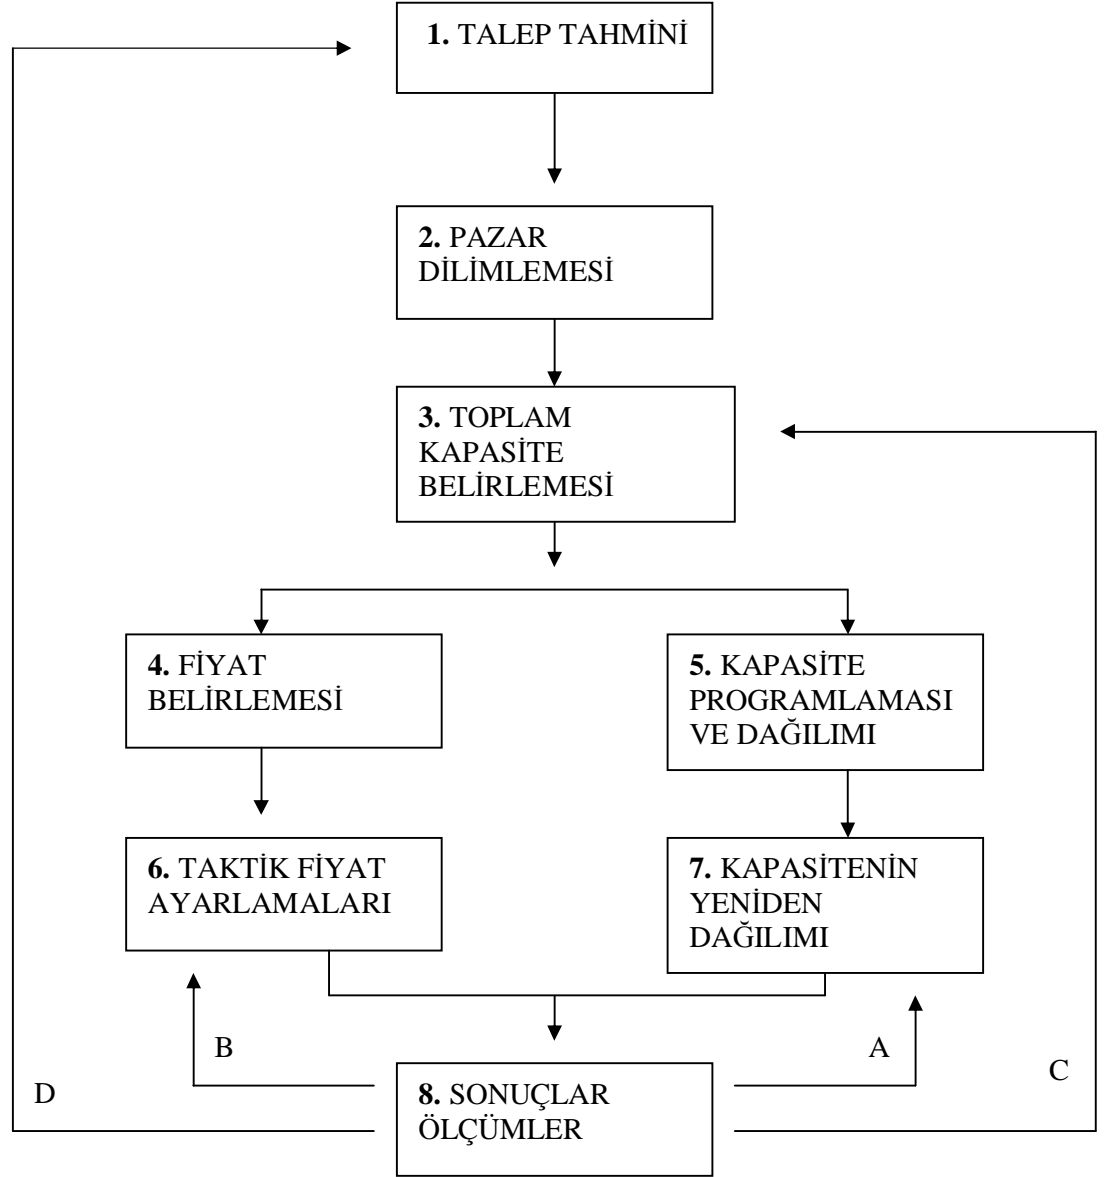 1. TALEP TAHMİNİ
2. PAZAR
DİLİMLEMESİ
3. TOPLAM
KAPASİTE
BELİRLEMESİ
4. FİYAT
BELİRLEMESİ
5. KAPASİTE
PROGRAMLAMASI
VE DAĞILIMI
6. TAKTİK FİYAT
AYARLAMALARI
7. KAPASİTENİN
YENİDEN
DAĞILIMI
B
A
C
D
8. SONUÇLAR
ÖLÇÜMLER